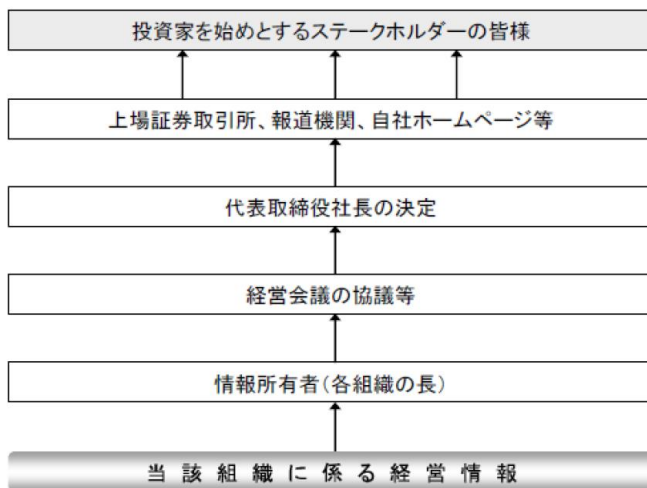 投資家を始めとするステークホルダーの皆様
上場証券取引所、報道機関、自社ホームページ等
代表取締役社長の決定
経営会議の協議等
情報所有者(各組織の長)
当該組織に係る経営情報